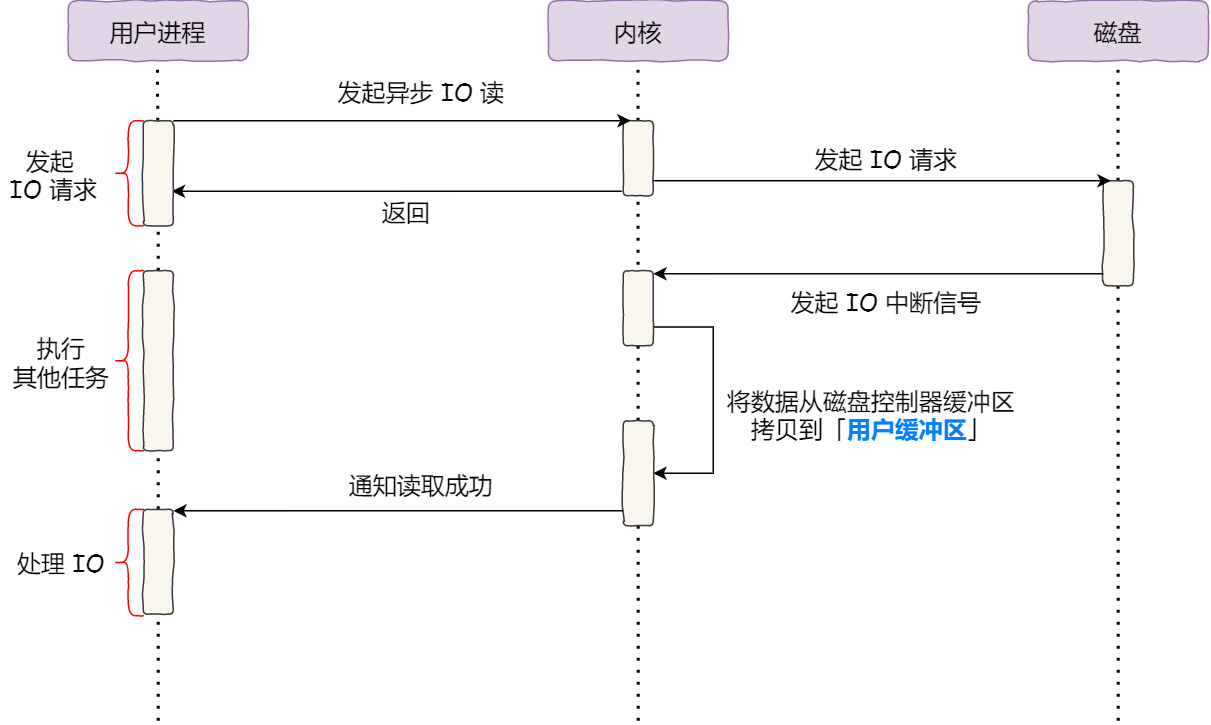 用户进程
内核
磁盘
发起异步 IO 读
发起 IO 请求
发起
IO 请求
返回
发起 IO 中断信号
执行
其他任务
将数据从磁盘控制器缓冲区
拷贝到「用户缓冲区」
通知读取成功
处理 IO